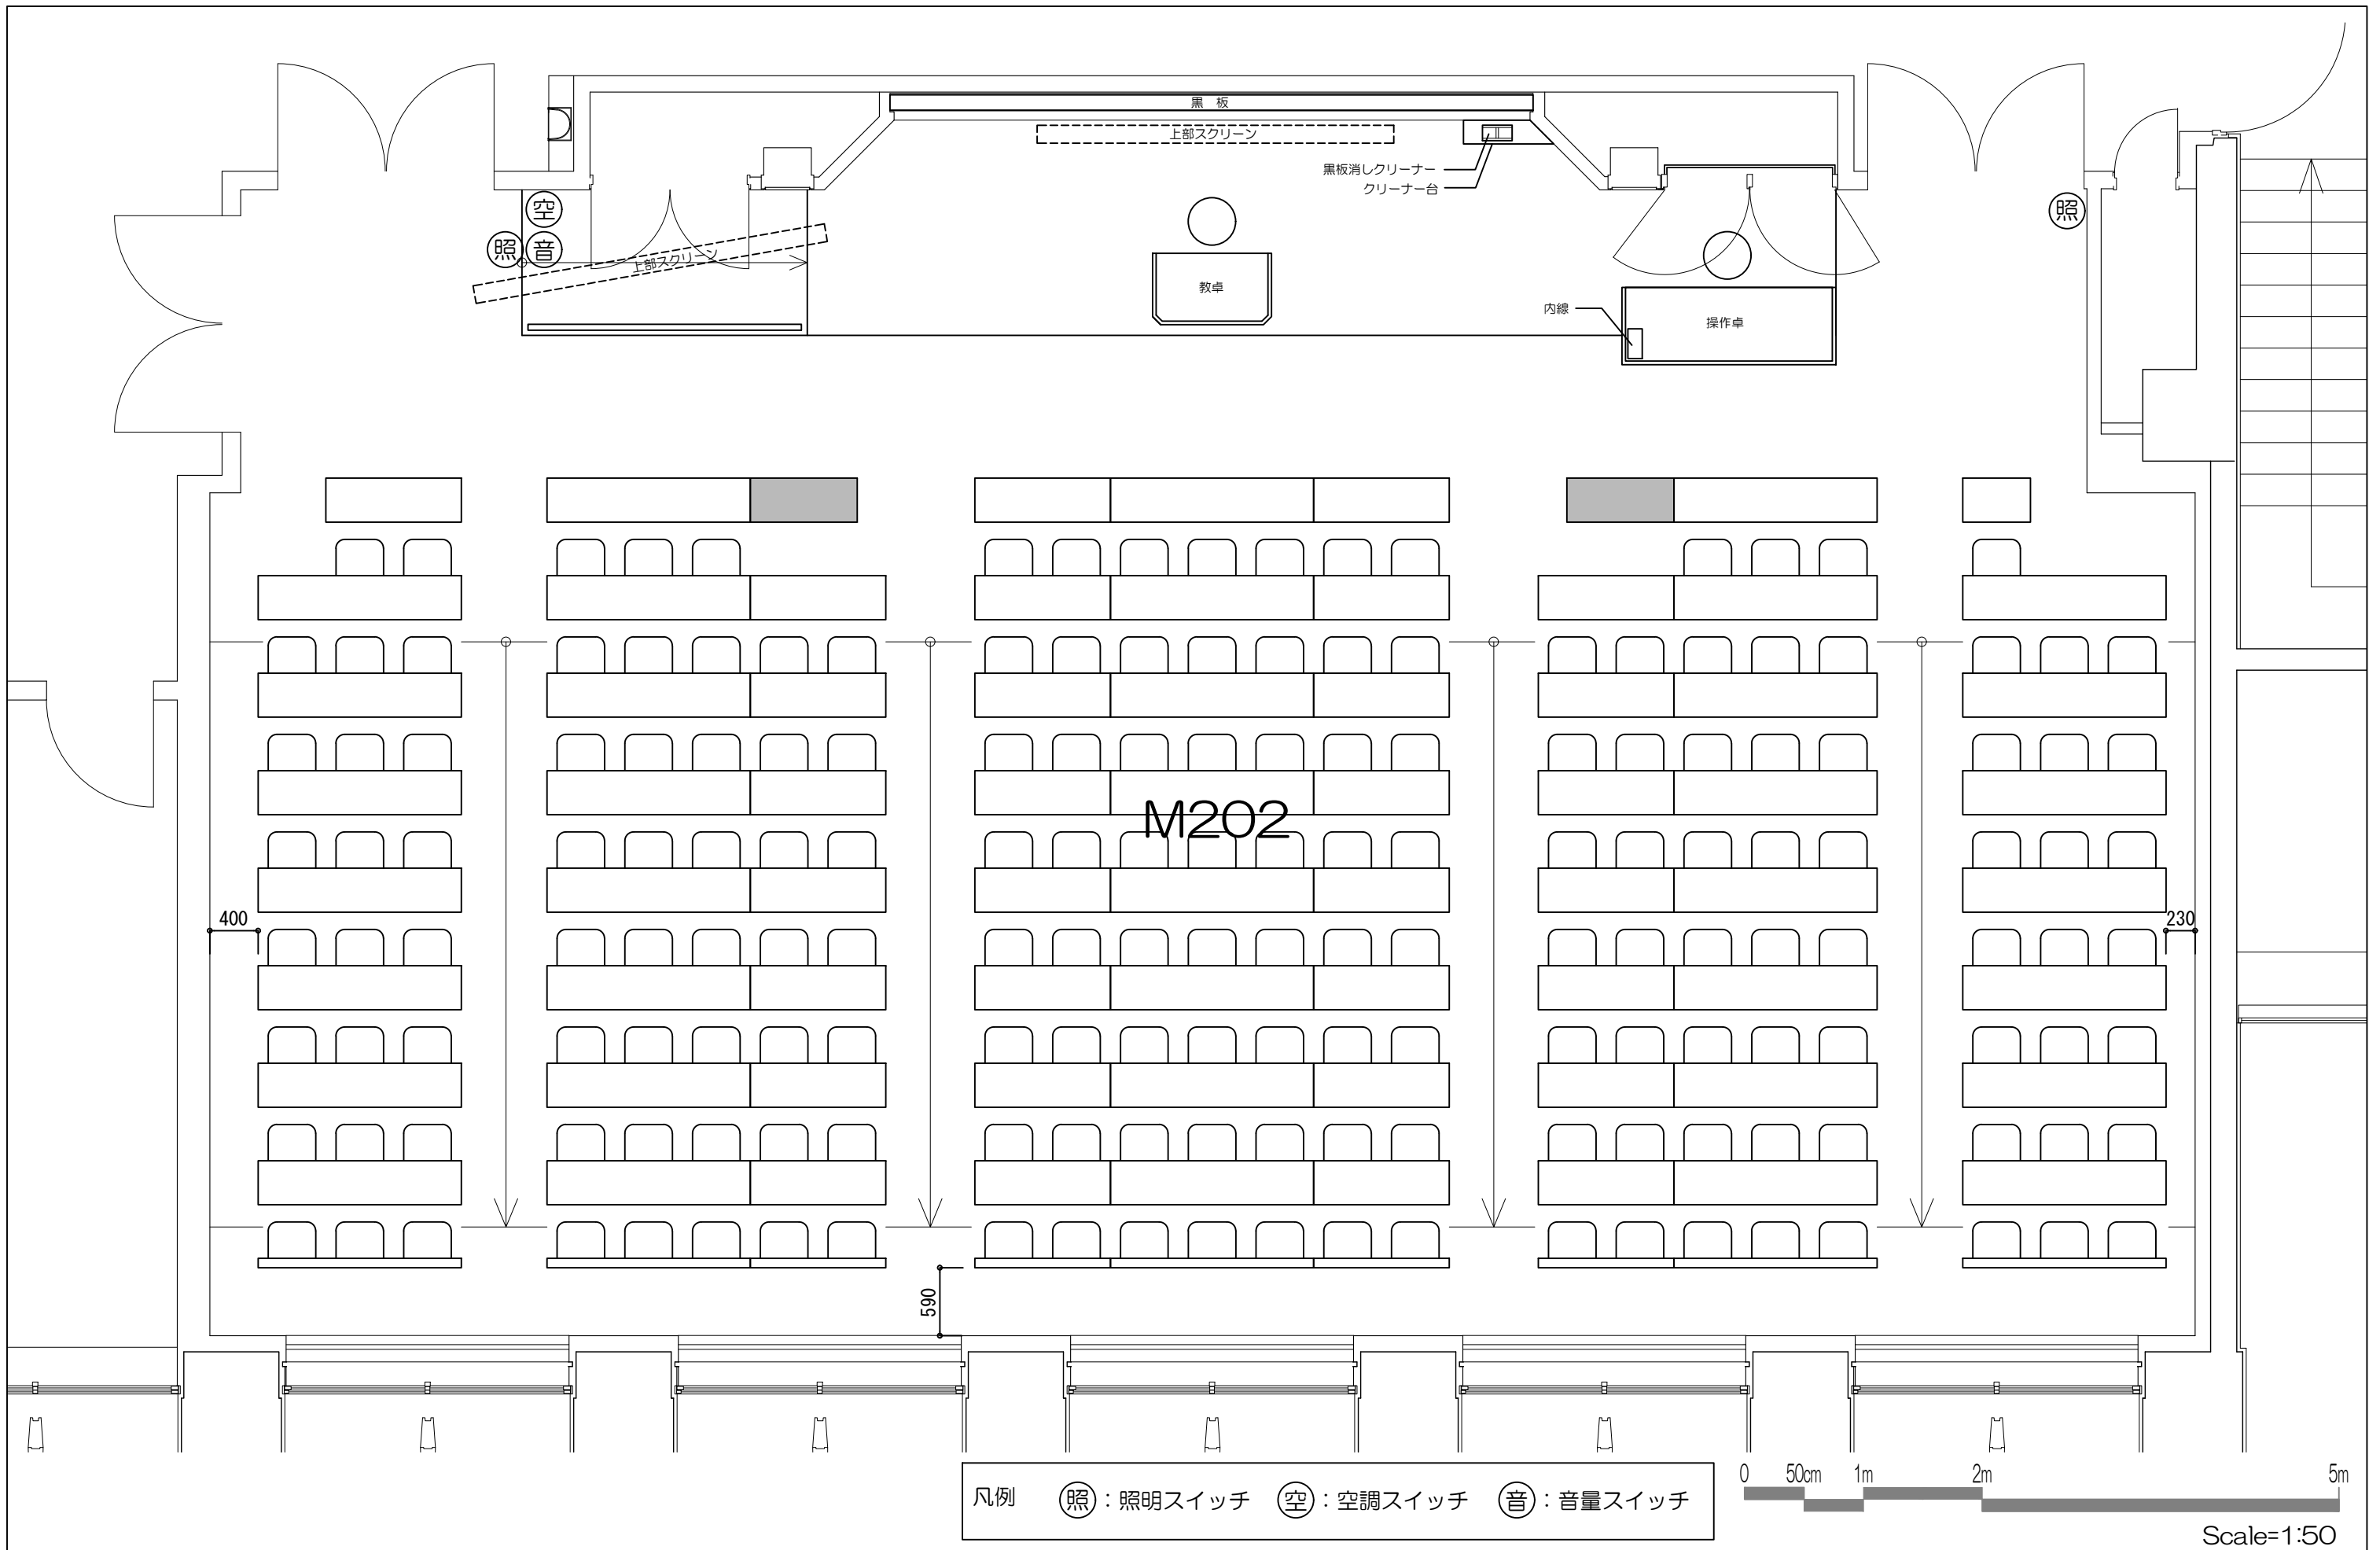 黒 板
上部スクリーン
黒板消しクリーナー
クリーナー台
空
照
音
上部スクリーン
照
教卓
内線
操作卓
M202
400
230
590
凡例 照：照明スイッチ 空：空調スイッチ 音：音量スイッチ
0 50cm 1m 2m 5m
Scale=1:50